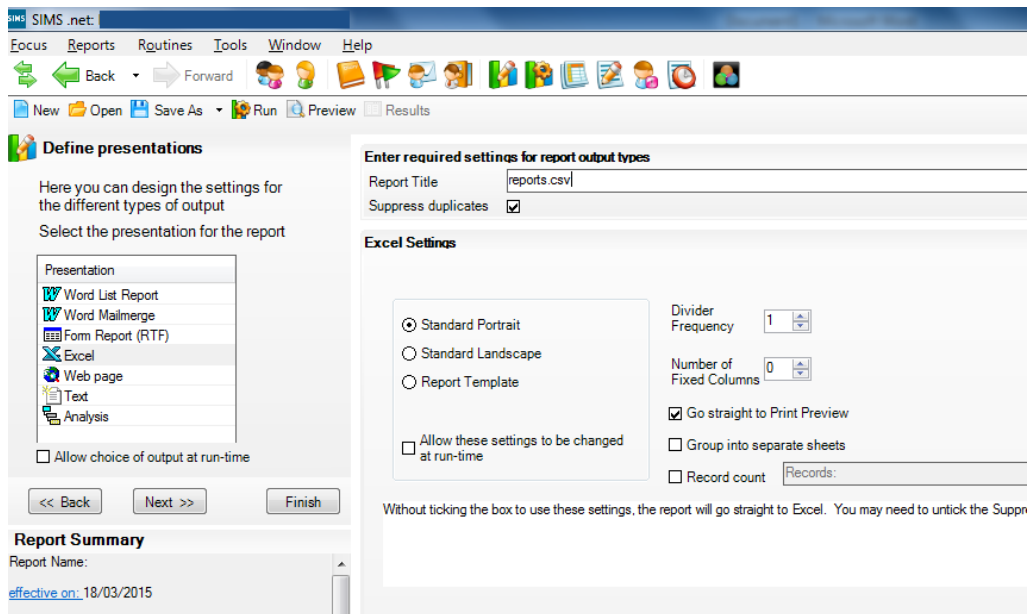 SIMS SIMS .net:
Focus Reports Routines Tools Window Help
Back Forward
New Open Save As Run Preview Results
Define presentations
Here you can design the settings for
the different types of output
Select the presentation for the report
Presentation
Word List Report
Word Mailmerge
Form Report (RTF)
Excel
Web page
Text
Analysis
Allow choice of output at run-time
<< Back Next >> Finish
Report Summary
Report Name:
effective on: 18/03/2015
Enter required settings for report output types
Report Title reports.csv
Suppress duplicates
Excel Settings
Standard Portrait
Standard Landscape
Report Template
Allow these settings to be changed
at run-time
Divider
Frequency 1
Number of
Fixed Columns 0
Go straight to Print Preview
Group into separate sheets
Record count Records:
Without ticking the box to use these settings, the report will go straight to Excel. You may need to untick the Suppre